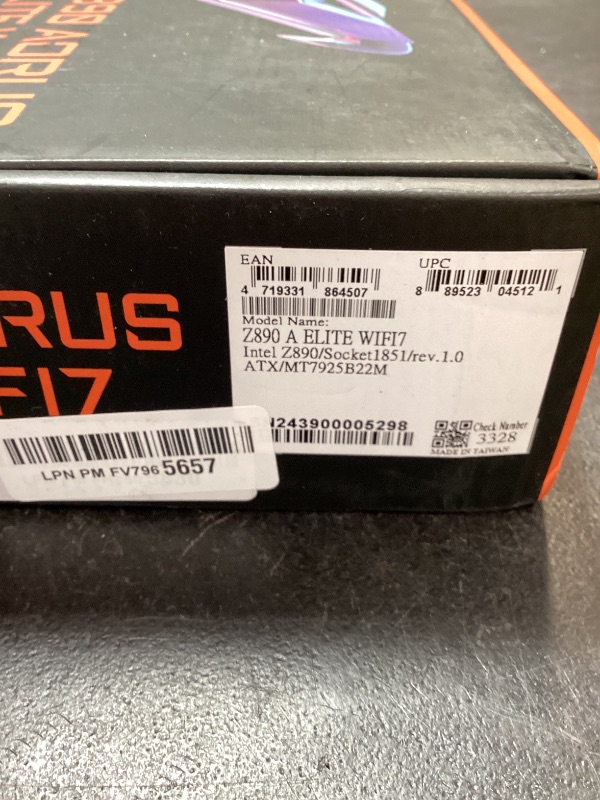 RUS
FI7
EAN
4 719331 864507
UPC
8 89523 04512 1
Model Name:
Z890 A ELITE WIFI7
Intel Z890/Socket1851/rev.1.0
ATX/MT7925B22M
N243900005298
Check Number
3328
MADE IN TAIWAN
LPN PM FV796 5657